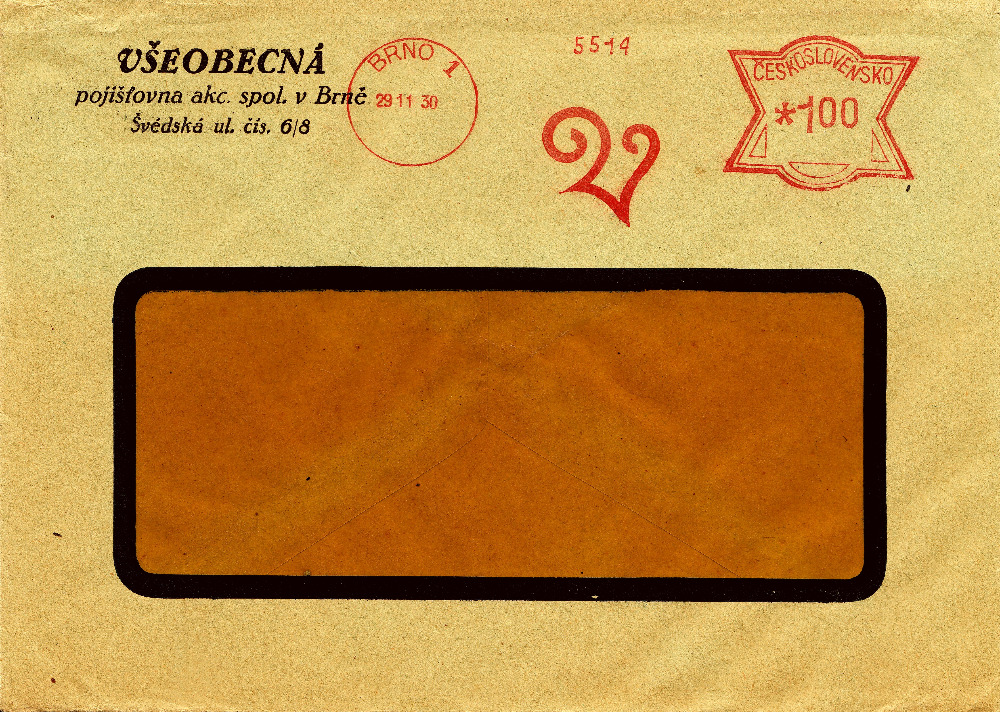 VŠEOBECNÁ
pojišťovna akc. spol. v Brně
Švédská ul. čís. 6/8
BRNO 1
29 11 30
5514
V
ČESKOSLOVENSKO
*100